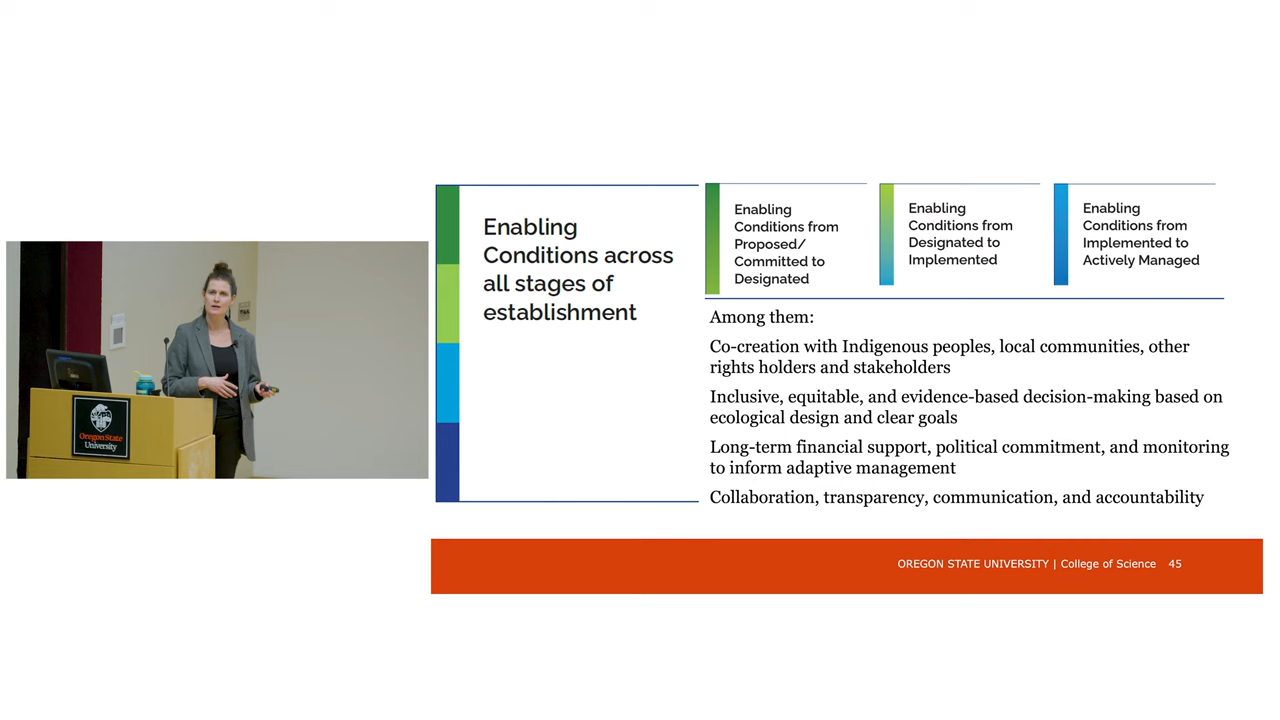 Oregon State
University
Enabling
Conditions across
all stages of
establishment
Enabling
Conditions from
Proposed/
Committed to
Designated
Enabling
Conditions from
Designated to
Implemented
Enabling
Conditions from
Implemented to
Actively Managed
Among them:
Co-creation with Indigenous peoples, local communities, other
rights holders and stakeholders
Inclusive, equitable, and evidence-based decision-making based on
ecological design and clear goals
Long-term financial support, political commitment, and monitoring
to inform adaptive management
Collaboration, transparency, communication, and accountability
OREGON STATE UNIVERSITY | College of Science 45